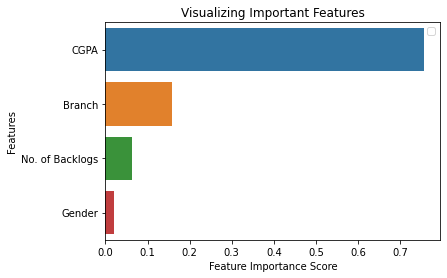 Visualizing Important Features
CGPA
Branch
No. of Backlogs
Gender
Features
0.0 0.1 0.2 0.3 0.4 0.5 0.6 0.7
Feature Importance Score